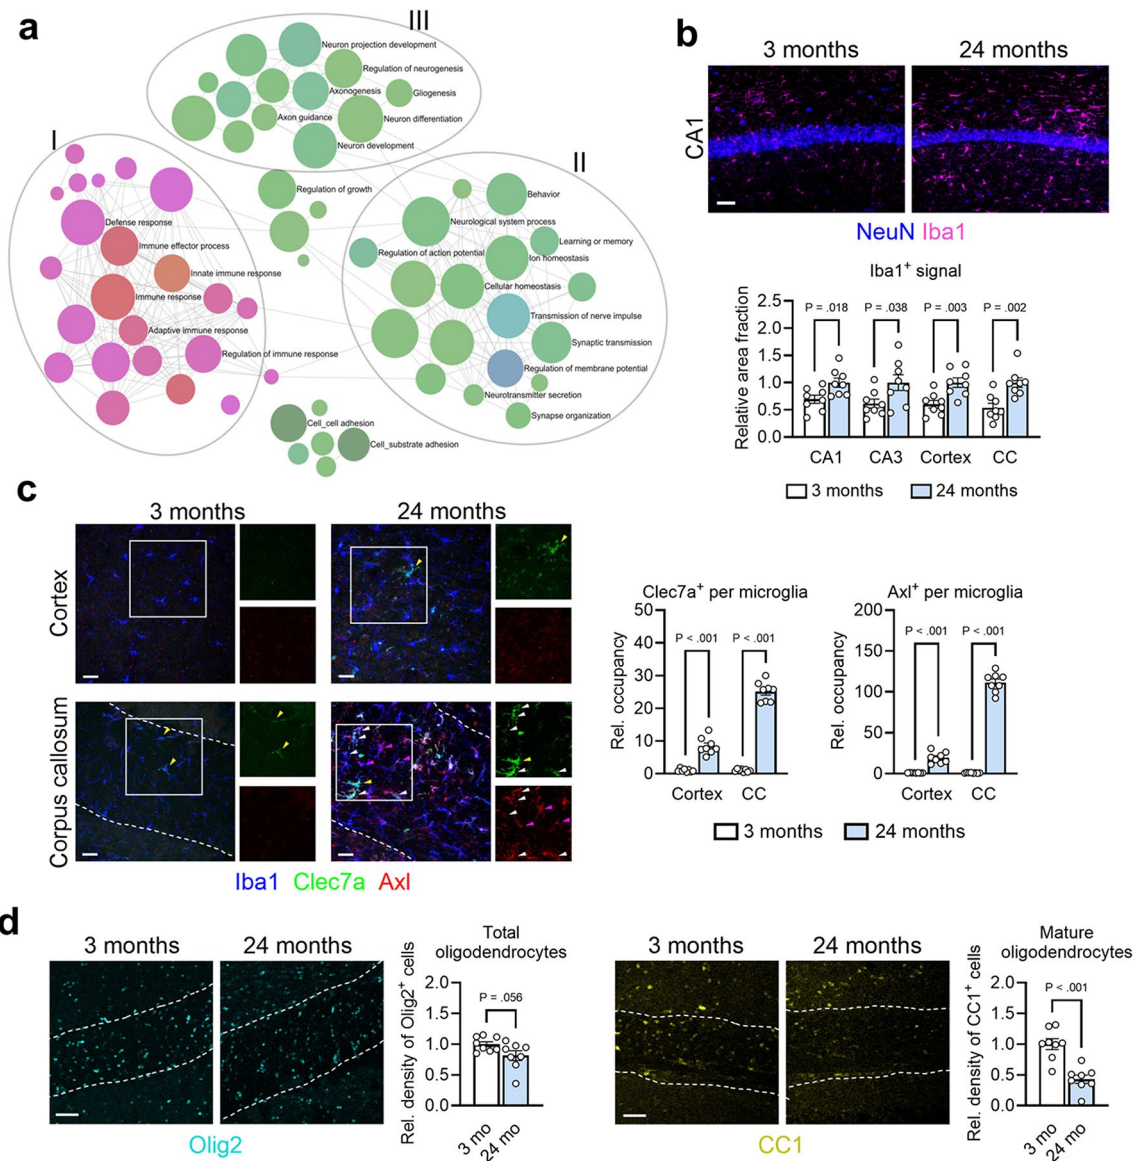 a
III
Neuron projection development
Regulation of neurogenesis
Axonogenesis
Gliogenesis
Axon guidance
Neuron differentiation
Neuron development
I
II
Regulation of growth
Behavior
Defense response
Neurological system process
Immune effector process
Learning or memory
Regulation of action potential
Ion homeostasis
Innate immune response
Cellular homeostasis
Immune response
Transmission of nerve impulse
Adaptive immune response
Synaptic transmission
Regulation of immune response
Regulation of membrane potential
Neurotransmitter secretion
Synapse organization
Cell_cell adhesion
Cell_substrate adhesion
b
3 months
24 months
CA1
NeuN Iba1
Iba1⁺ signal
Relative area fraction
2.5
2.0
1.5
1.0
0.5
0.0
P = .018
P = .038
P = .003
P = .002
CA1
CA3
Cortex
CC
3 months
24 months
c
3 months
24 months
Cortex
Corpus callosum
Iba1 Clec7a Axl
Clec7a⁺ per microglia
Rel. occupancy
50
40
30
20
10
0
P < .001
P < .001
Cortex
CC
Axl⁺ per microglia
Rel. occupancy
200
150
100
50
0
P < .001
P < .001
Cortex
CC
3 months
24 months
d
3 months
24 months
Olig2
Total
oligodendrocytes
Rel. density of Olig2⁺ cells
2.0
1.5
1.0
0.5
0.0
P = .056
3 mo
24 mo
3 months
24 months
CC1
Mature
oligodendrocytes
Rel. density of CC1⁺ cells
2.0
1.5
1.0
0.5
0.0
P < .001
3 mo
24 mo